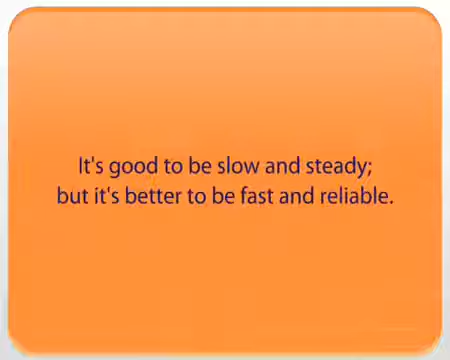 It's good to be slow and steady;
but it's better to be fast and reliable.